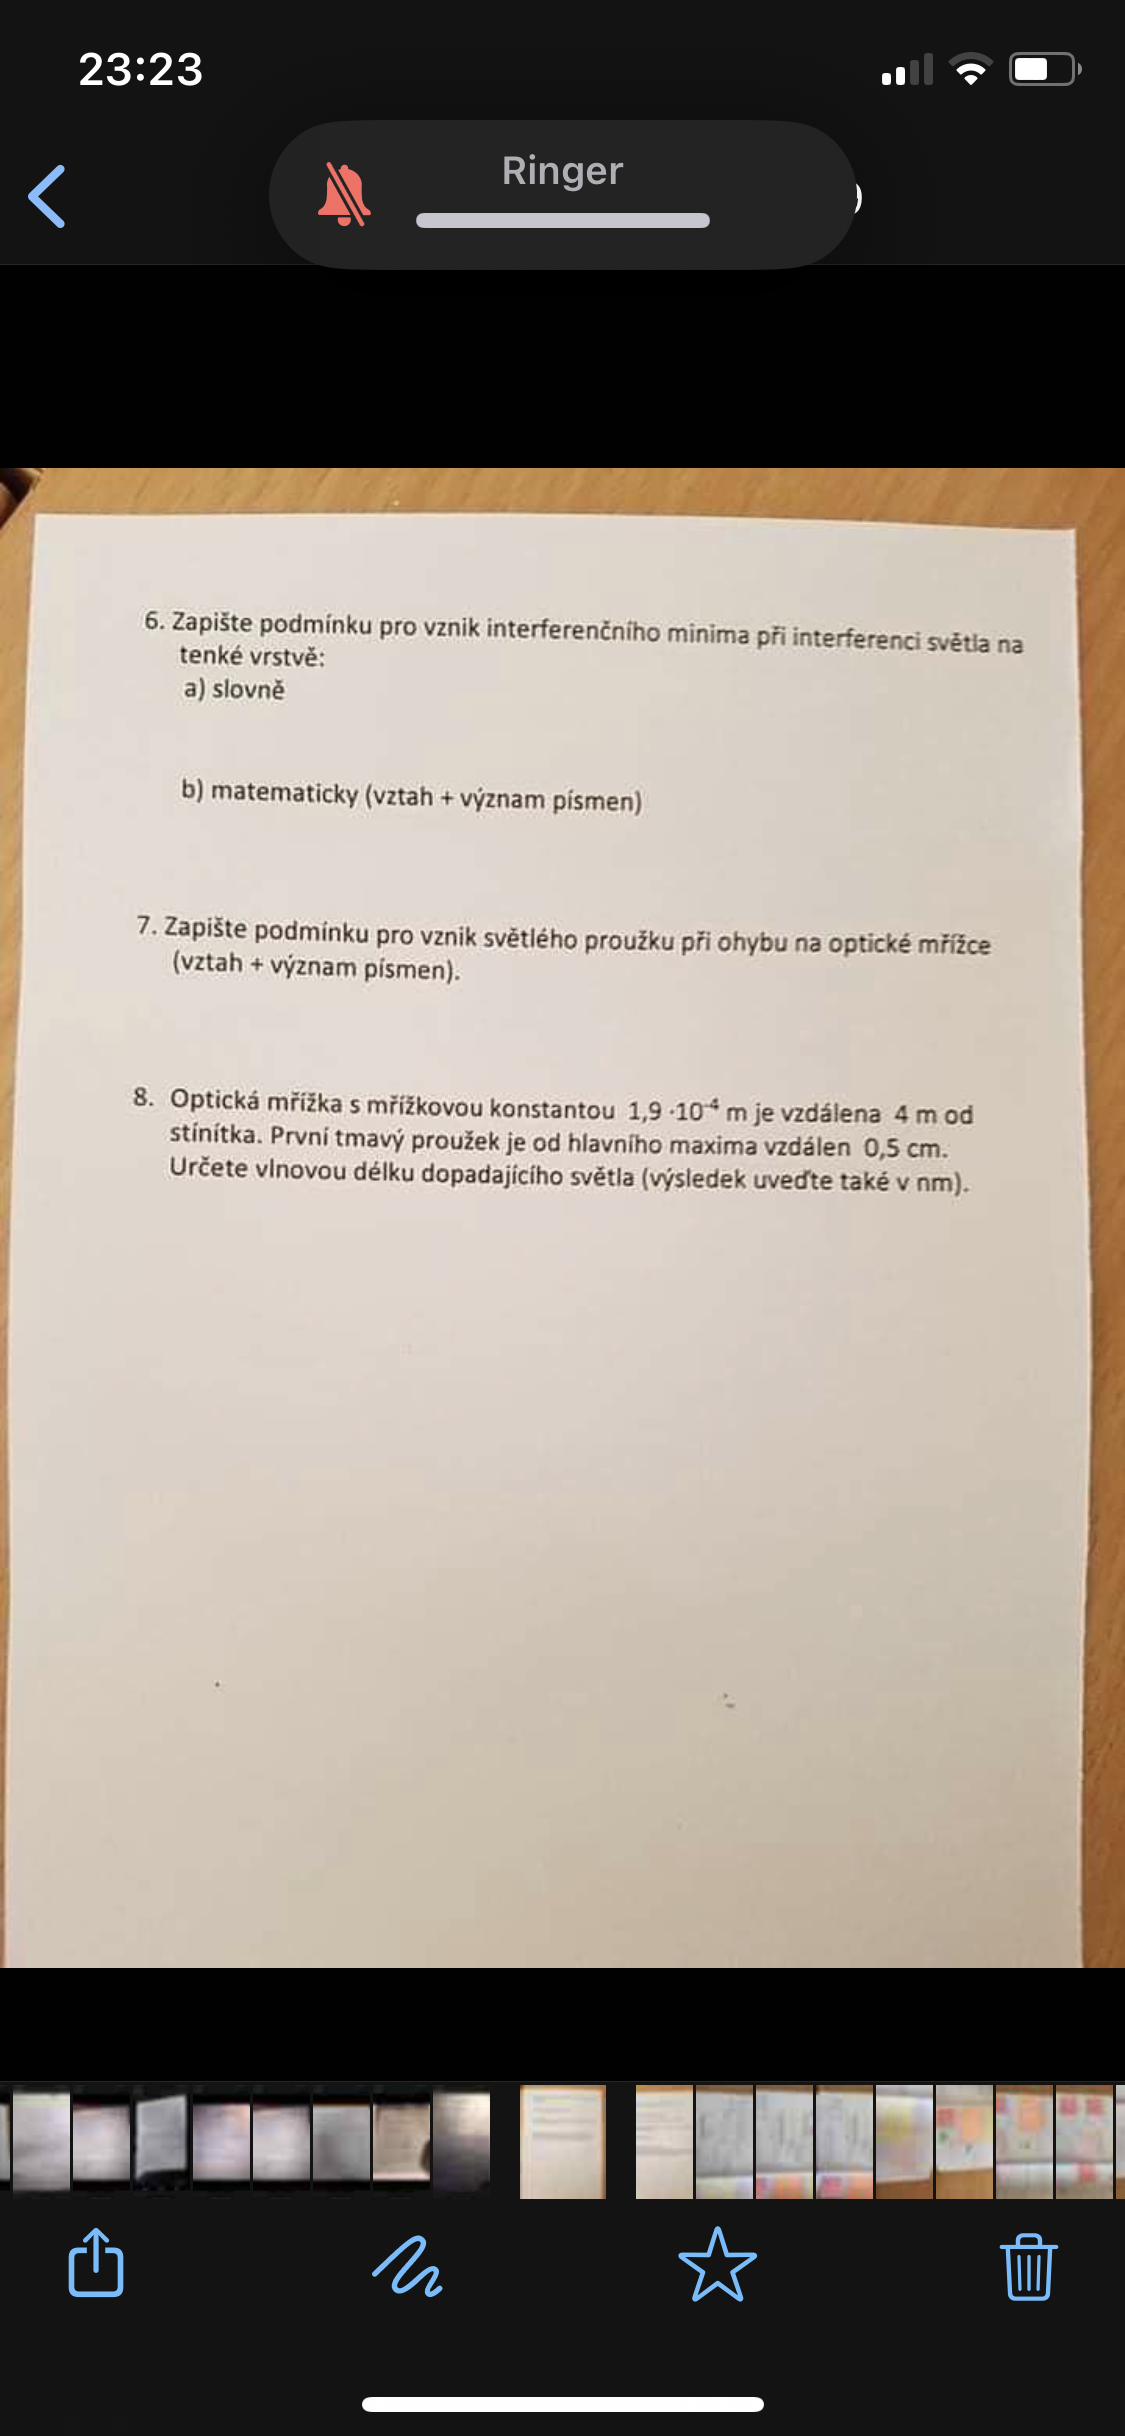 23:23
Ringer
6. Zapište podmínku pro vznik interferenčního minima při interferenci světla na
tenké vrstvě:
a) slovně
b) matematicky (vztah + význam písmen)
7. Zapište podmínku pro vznik světlého proužku při ohybu na optické mřížce
(vztah + význam písmen).
8. Optická mřížka s mřížkovou konstantou 1,9 ·10⁻⁴ m je vzdálena 4 m od
stínítka. První tmavý proužek je od hlavního maxima vzdálen 0,5 cm.
Určete vlnovou délku dopadajícího světla (výsledek uveďte také v nm).